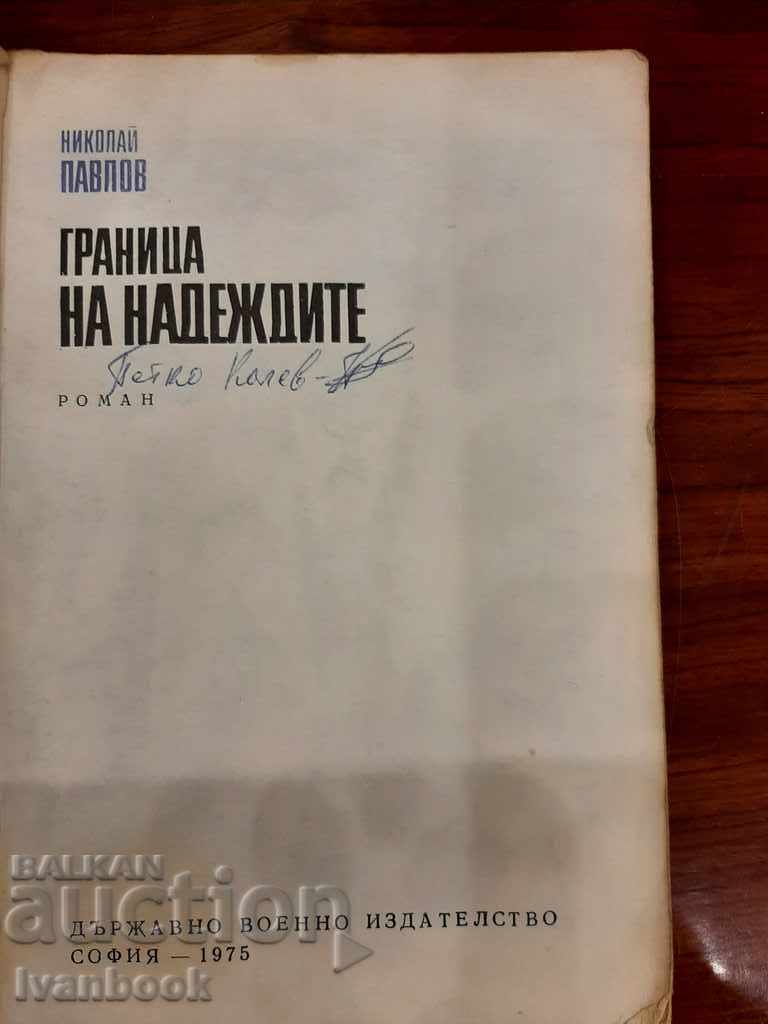 НИКОЛАЙ
ПАВЛОВ
ГРАНИЦА
НА НАДЕЖДИТЕ
Петко Колев -
РОМАН
ДЪРЖАВНО ВОЕННО ИЗДАТЕЛСТВО
СОФИЯ — 1975
BALKAN
auction
Ivanbook